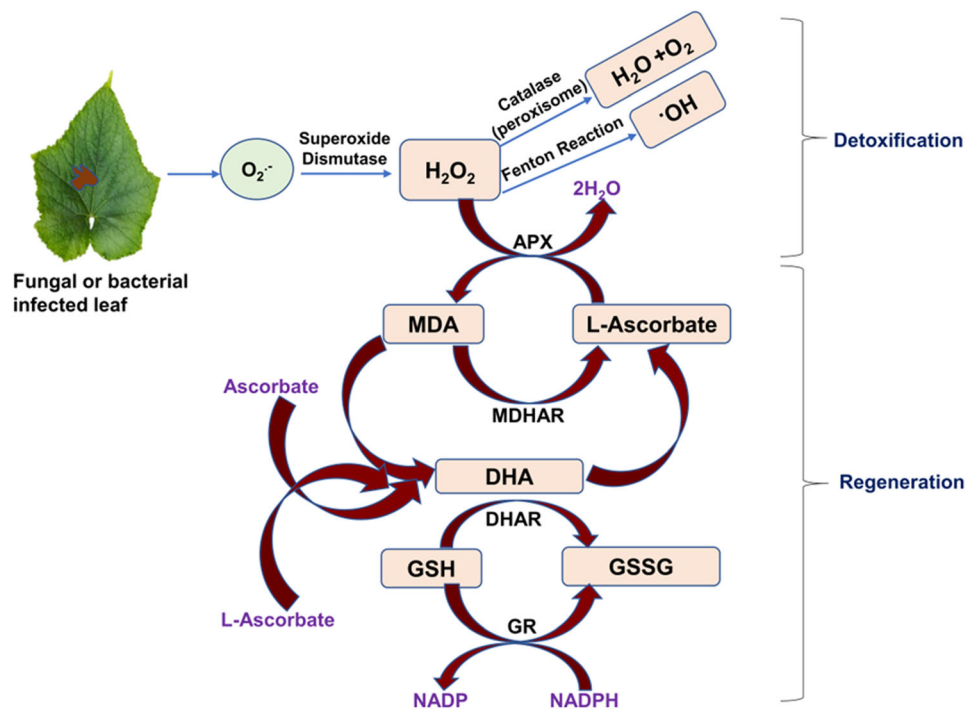 H₂O+O₂
Catalase
(peroxisome)
·OH
Fenton Reaction
Detoxification
Superoxide
Dismutase
O₂·-
H₂O₂
2H₂O
APX
Fungal or bacterial
infected leaf
MDA
L-Ascorbate
Ascorbate
MDHAR
DHA
Regeneration
DHAR
GSH
GSSG
L-Ascorbate
GR
NADP
NADPH